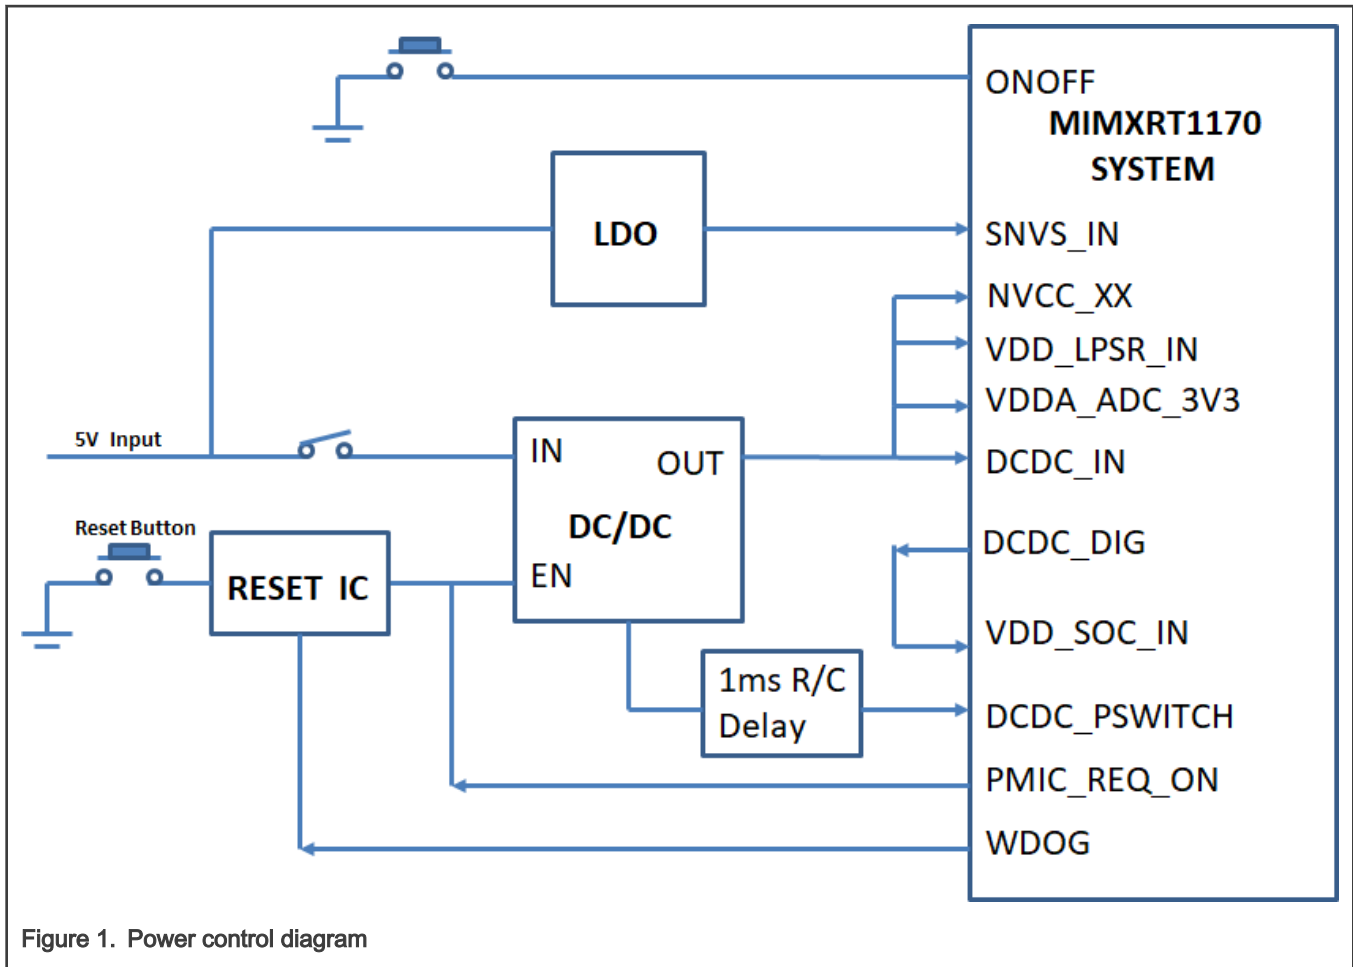 ONOFF
MIMXRT1170
SYSTEM
LDO
SNVS_IN
NVCC_XX
VDD_LPSR_IN
VDDA_ADC_3V3
5V Input
IN
OUT
DCDC_IN
DC/DC
Reset Button
RESET IC
EN
DCDC_DIG
VDD_SOC_IN
1ms R/C
Delay
DCDC_PSWITCH
PMIC_REQ_ON
WDOG
Figure 1. Power control diagram